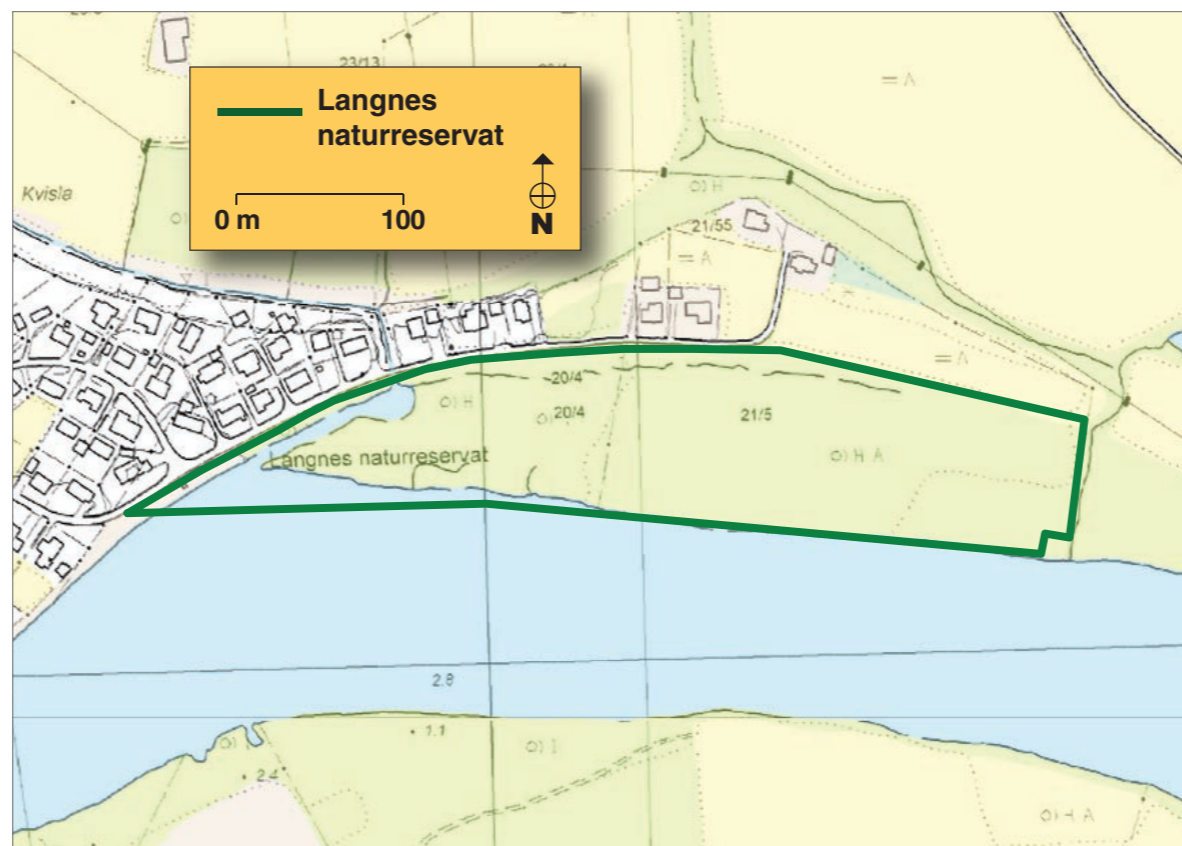 23/13
Langnes
naturreservat
= A
Kvisla
0 m
100
N
O) H
21/55
= A
= A
20/4
O) H
20/4
21/5
Langnes naturreservat
O) H A
2.8
1.1
O) I
2.4
O) H A